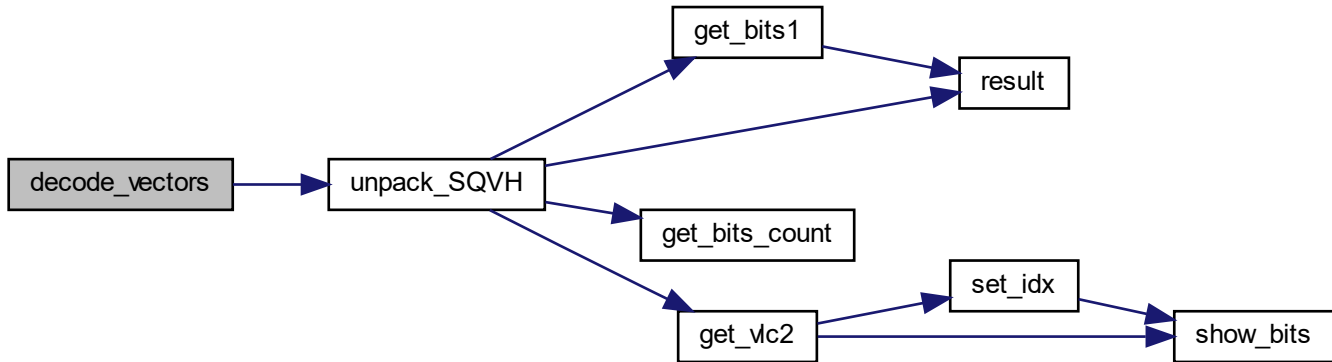 get_bits1
result
decode_vectors
unpack_SQVH
get_bits_count
set_idx
get_vlc2
show_bits